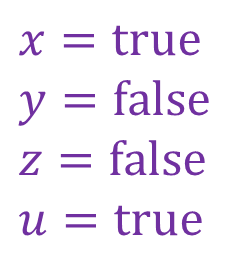 x = true
y = false
z = false
u = true